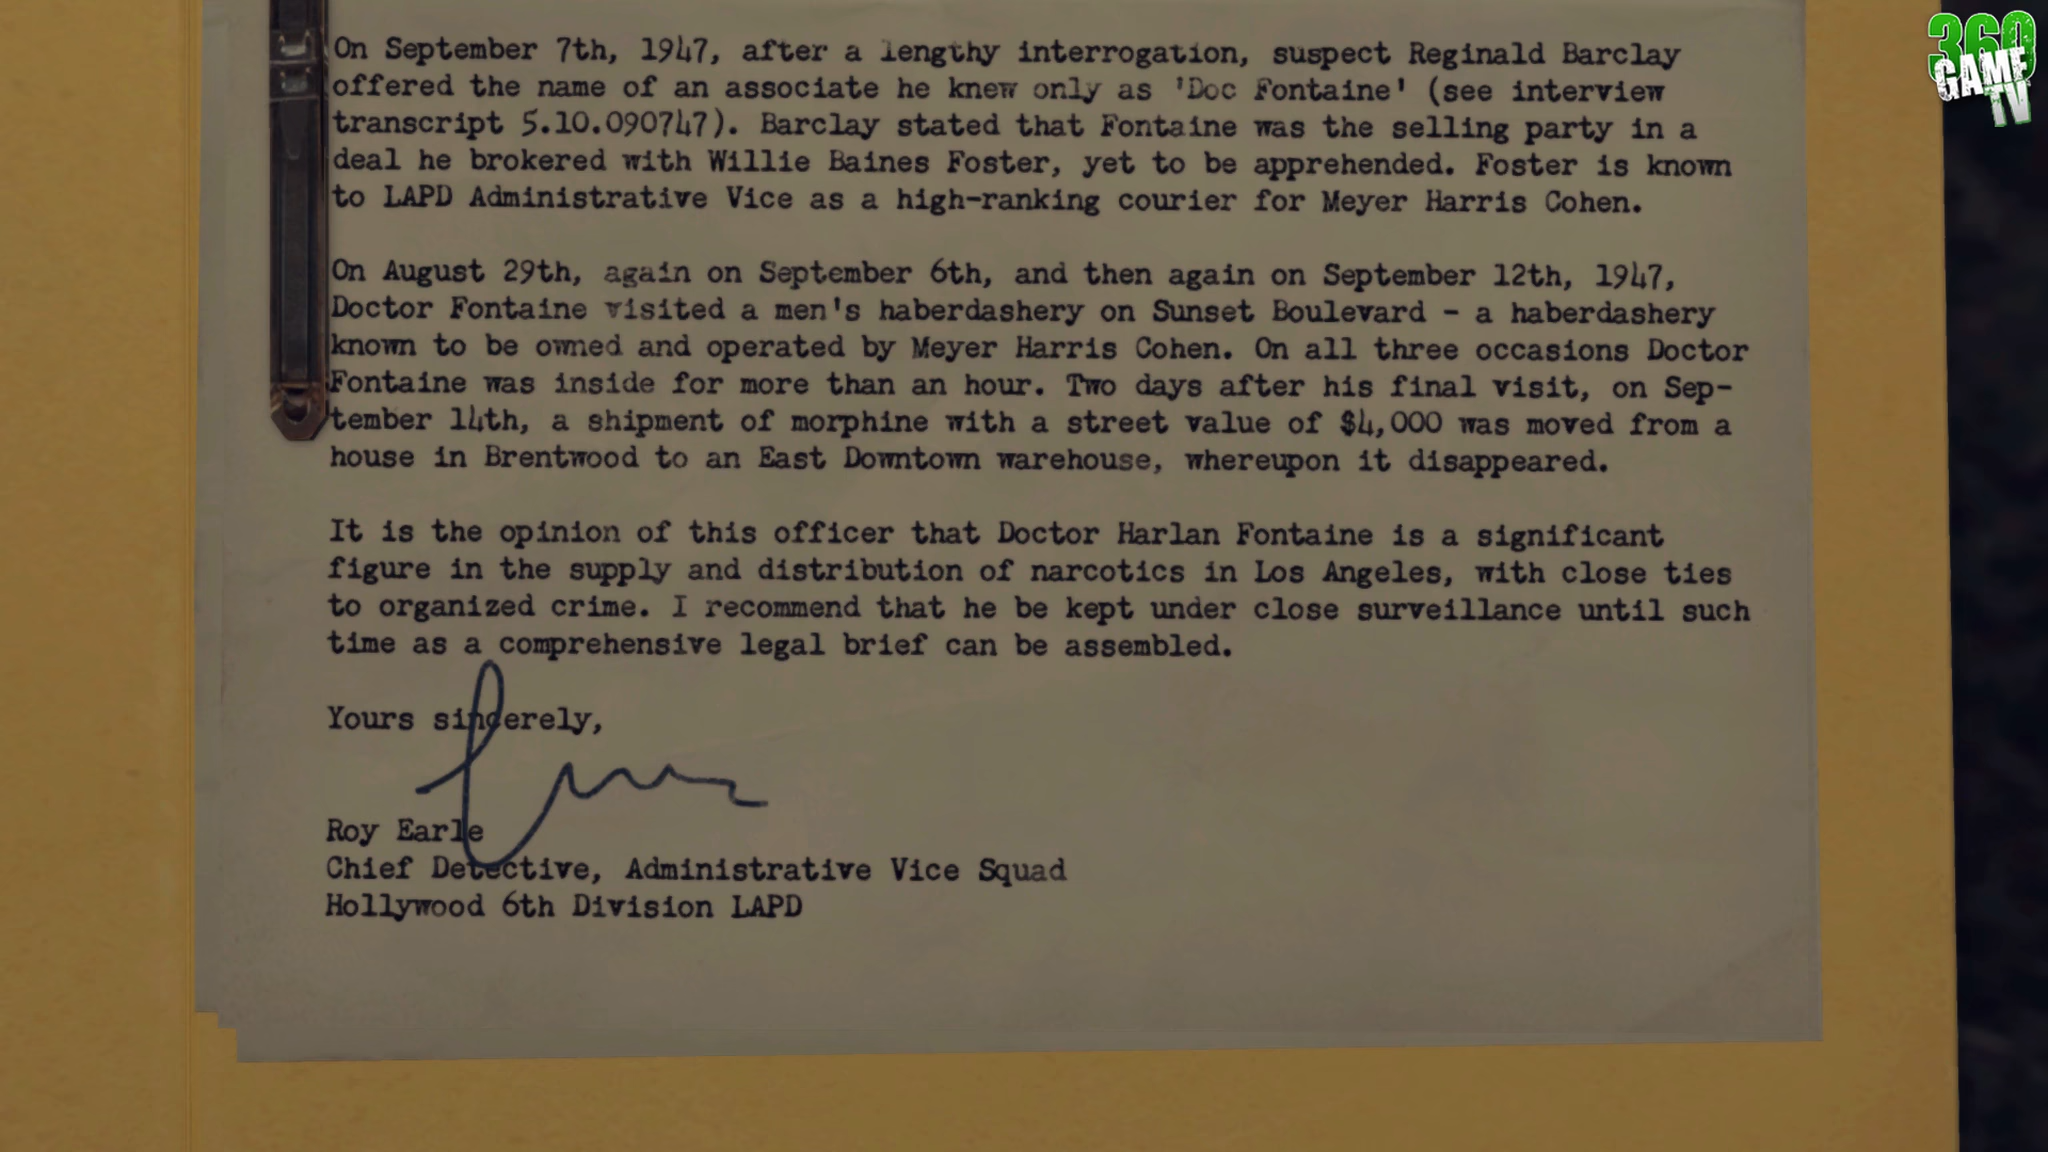 360
GAME
TV
On September 7th, 1947, after a lengthy interrogation, suspect Reginald Barclay
offered the name of an associate he knew only as 'Doc Fontaine' (see interview
transcript 5.10.090747). Barclay stated that Fontaine was the selling party in a
deal he brokered with Willie Baines Foster, yet to be apprehended. Foster is known
to LAPD Administrative Vice as a high-ranking courier for Meyer Harris Cohen.
On August 29th, again on September 6th, and then again on September 12th, 1947,
Doctor Fontaine visited a men's haberdashery on Sunset Boulevard - a haberdashery
known to be owned and operated by Meyer Harris Cohen. On all three occasions Doctor
Fontaine was inside for more than an hour. Two days after his final visit, on Sep-
tember 14th, a shipment of morphine with a street value of $4,000 was moved from a
house in Brentwood to an East Downtown warehouse, whereupon it disappeared.
It is the opinion of this officer that Doctor Harlan Fontaine is a significant
figure in the supply and distribution of narcotics in Los Angeles, with close ties
to organized crime. I recommend that he be kept under close surveillance until such
time as a comprehensive legal brief can be assembled.
Yours sincerely,
Roy Earle
Chief Detective, Administrative Vice Squad
Hollywood 6th Division LAPD